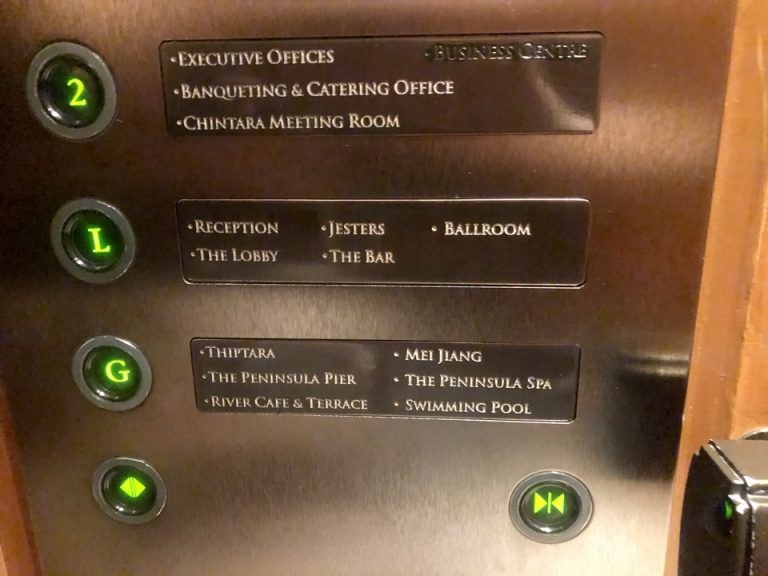 2
•Executive Offices •Business Centre
•Banqueting & Catering Office
•Chintara Meeting Room
L
•Reception •Jesters • Ballroom
•The Lobby •The Bar
G
•Thiptara • Mei Jiang
•The Peninsula Pier • The Peninsula Spa
•River Cafe & Terrace • Swimming Pool